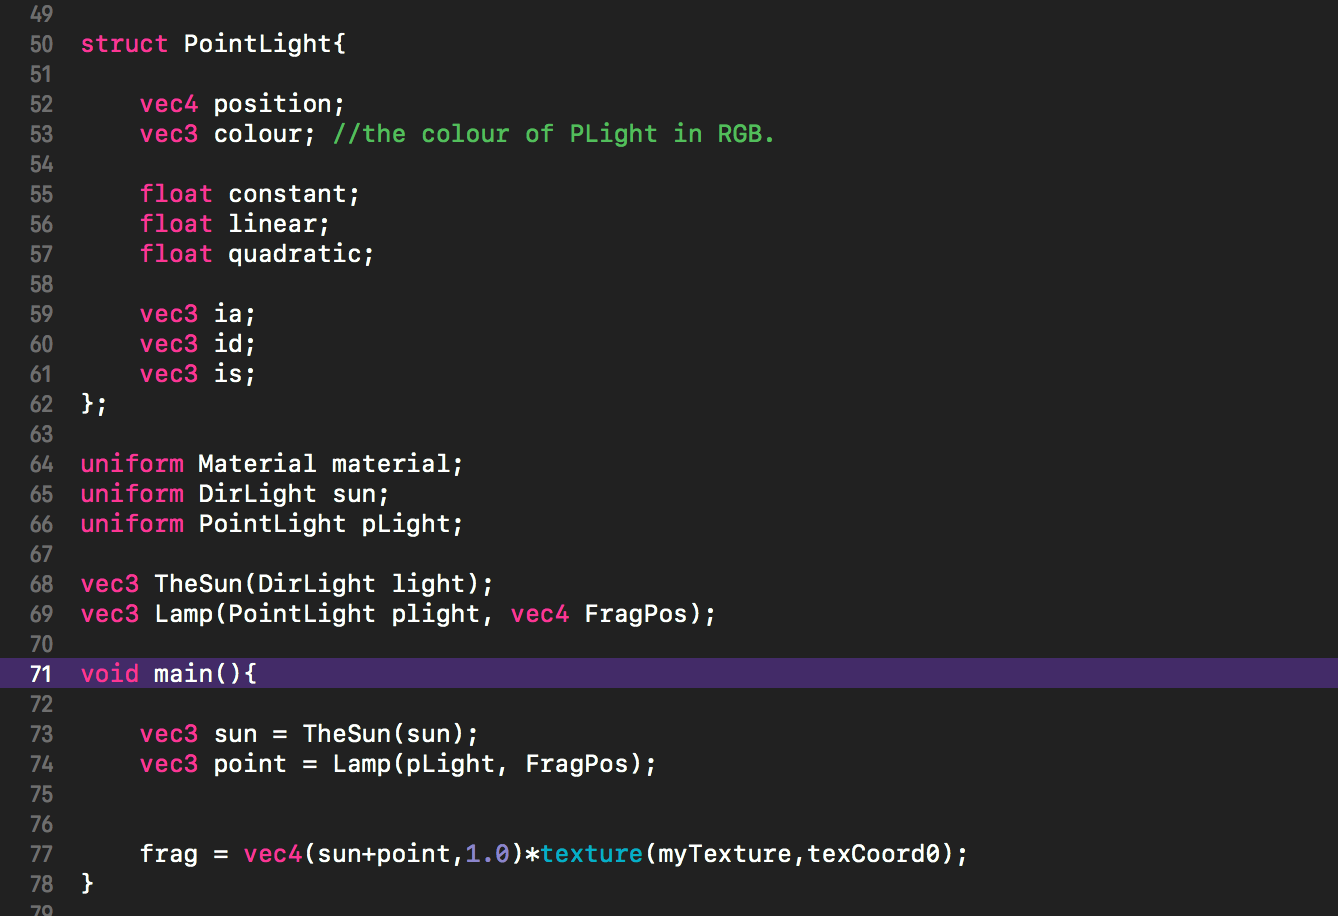 49
50 struct PointLight{
51
52 vec4 position;
53 vec3 colour; //the colour of PLight in RGB.
54
55 float constant;
56 float linear;
57 float quadratic;
58
59 vec3 ia;
60 vec3 id;
61 vec3 is;
62 };
63
64 uniform Material material;
65 uniform DirLight sun;
66 uniform PointLight pLight;
67
68 vec3 TheSun(DirLight light);
69 vec3 Lamp(PointLight plight, vec4 FragPos);
70
71 void main(){
72
73 vec3 sun = TheSun(sun);
74 vec3 point = Lamp(pLight, FragPos);
75
76
77 frag = vec4(sun+point,1.0)*texture(myTexture,texCoord0);
78 }
79